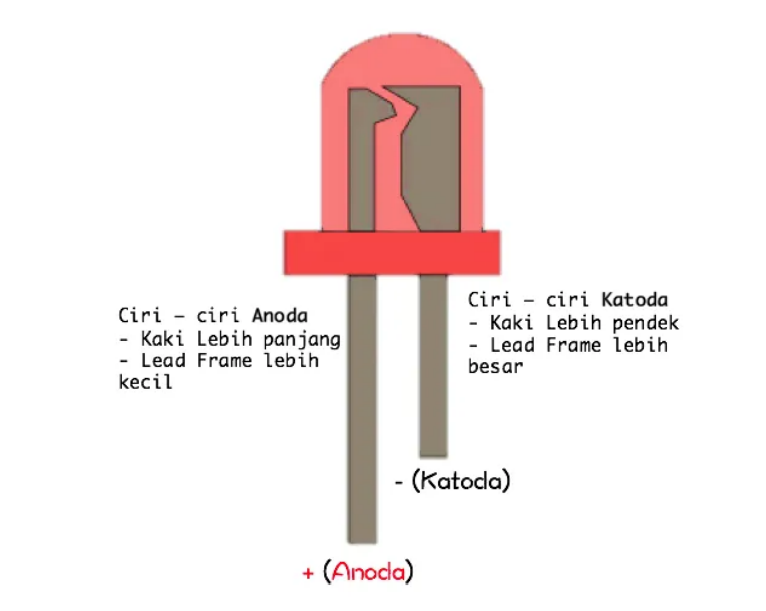 Ciri – ciri Anoda
- Kaki Lebih panjang
- Lead Frame lebih
kecil
Ciri – ciri Katoda
- Kaki Lebih pendek
- Lead Frame lebih
besar
- (Katoda)
+ (Anoda)